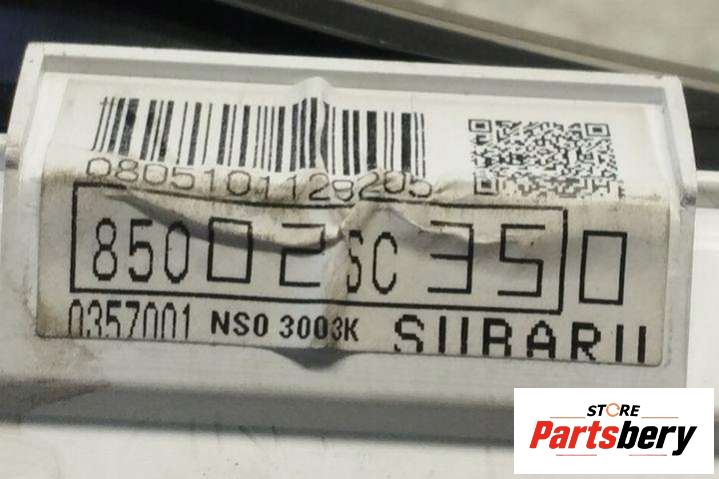 0805101128205
85002SC350
0357001 NS0 3003K SUBARU
STORE
Partsbery